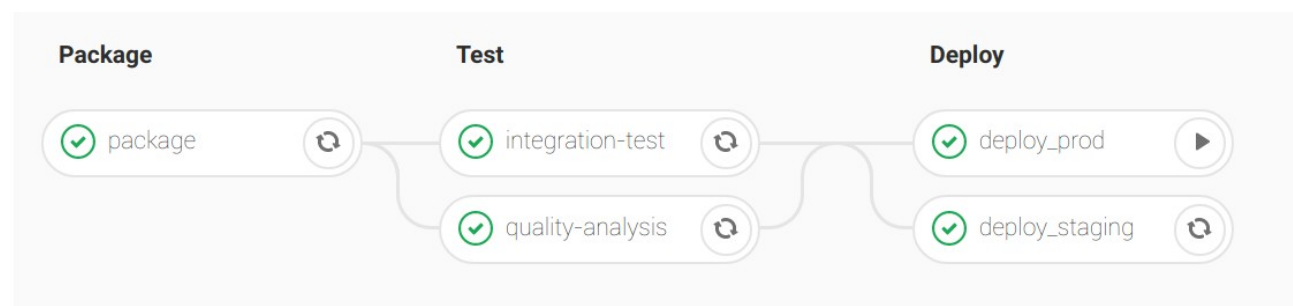 Package Test Deploy
package integration-test deploy_prod
quality-analysis deploy_staging